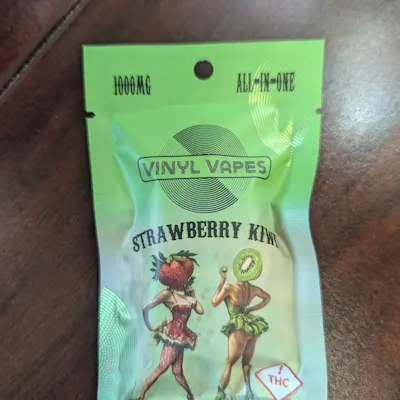 1000MG
ALL-IN-ONE
VINYL VAPES
STRAWBERRY KIWI
!
THC